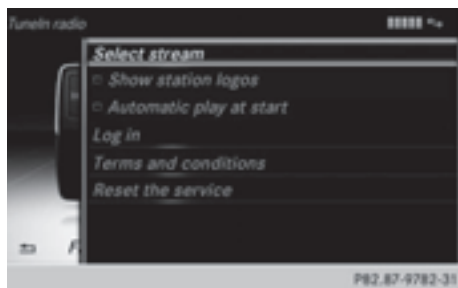 TuneIn radio
Select stream
Show station logos
Automatic play at start
Log in
Terms and conditions
Reset the service
F
P82.87-9782-31